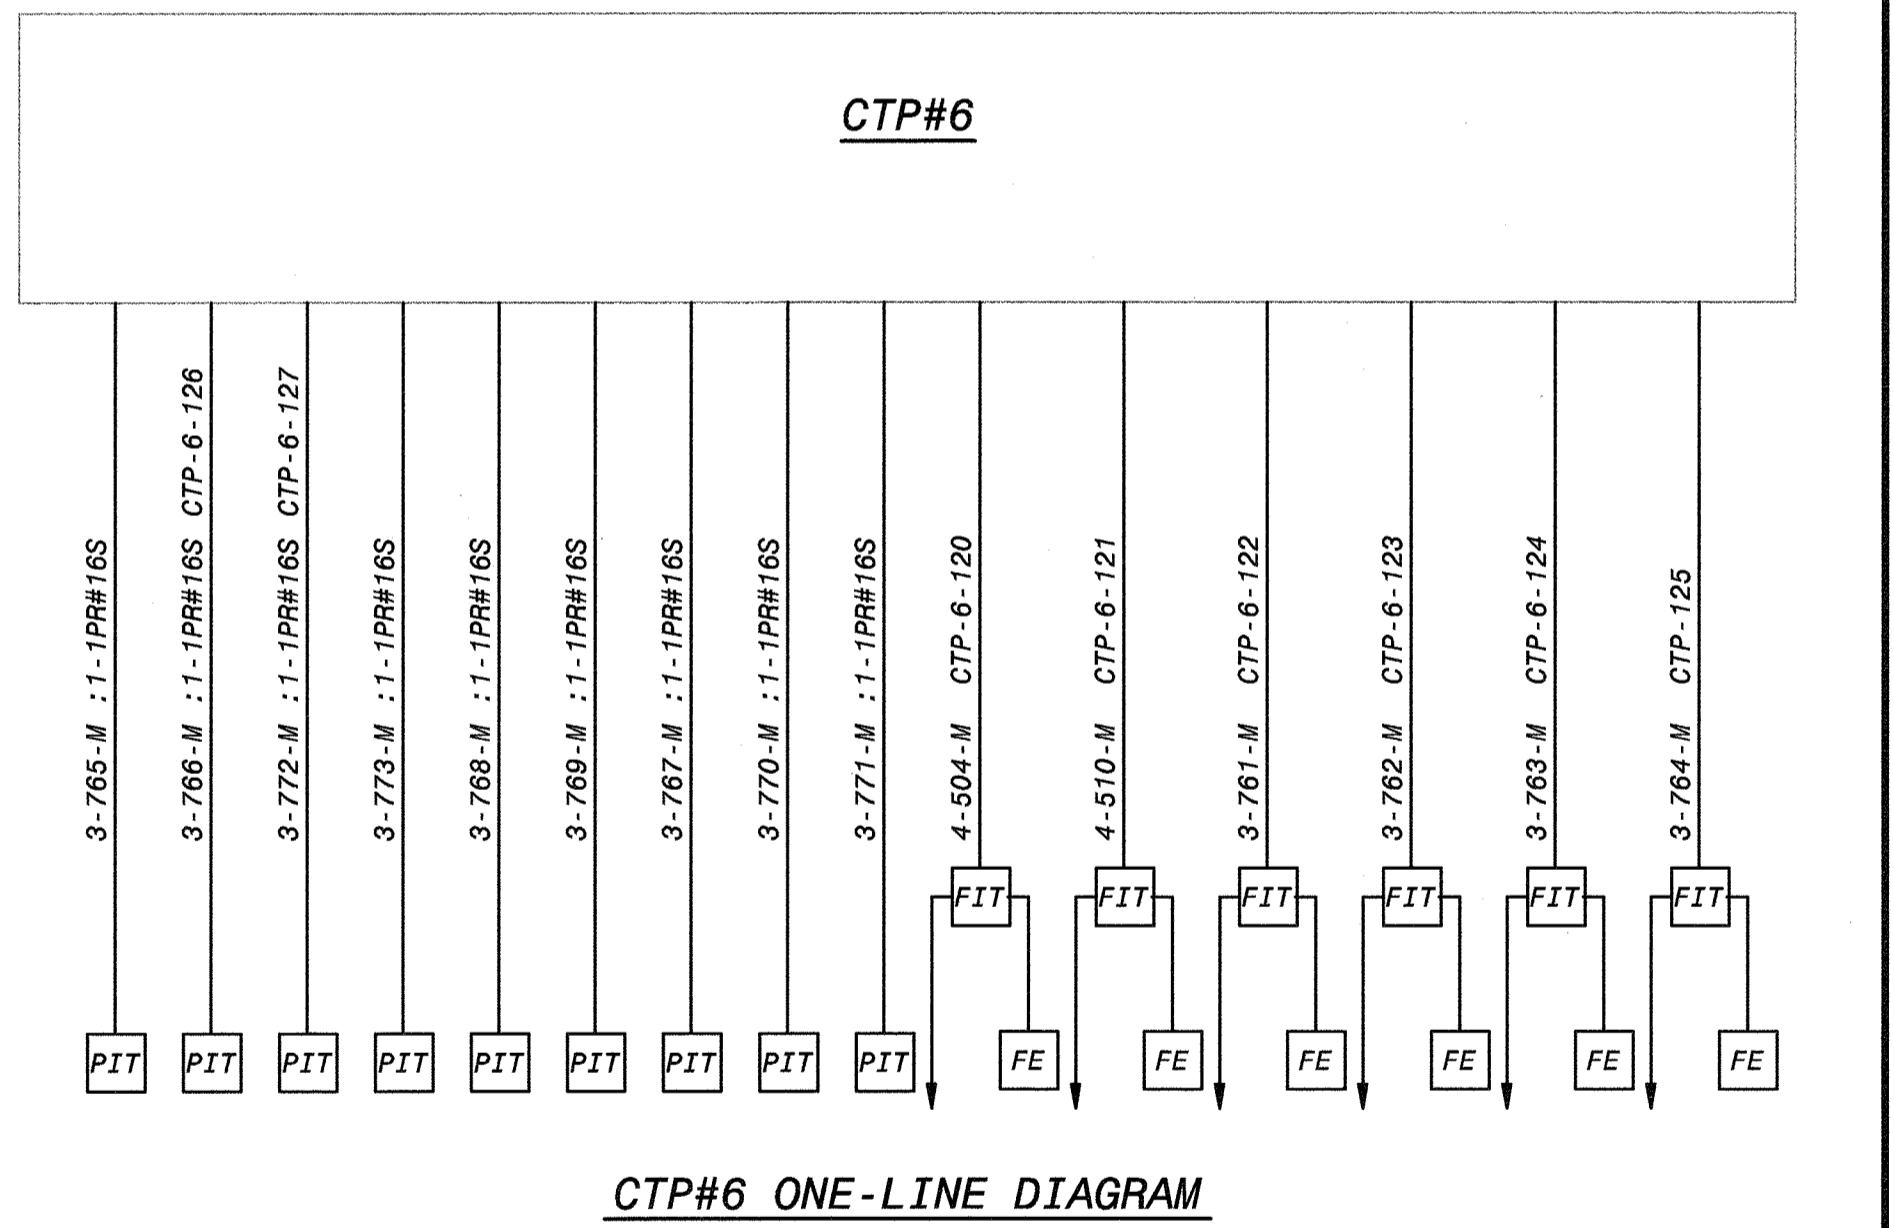 CTP#6
3-765-M :1-1PR#16S
3-766-M :1-1PR#16S CTP-6-126
3-772-M :1-1PR#16S CTP-6-127
3-773-M :1-1PR#16S
3-768-M :1-1PR#16S
3-769-M :1-1PR#16S
3-767-M :1-1PR#16S
3-770-M :1-1PR#16S
3-771-M :1-1PR#16S
4-504-M CTP-6-120
4-510-M CTP-6-121
3-761-M CTP-6-122
3-762-M CTP-6-123
3-763-M CTP-6-124
3-764-M CTP-125
FIT
FIT
FIT
FIT
FIT
FIT
PIT
PIT
PIT
PIT
PIT
PIT
PIT
PIT
PIT
FE
FE
FE
FE
FE
FE
CTP#6 ONE-LINE DIAGRAM